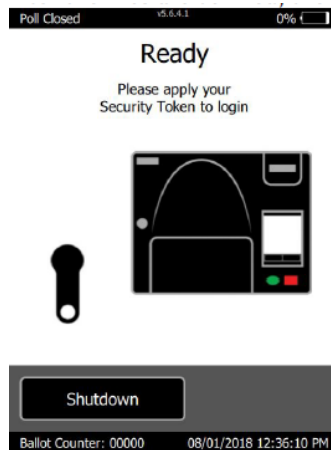 Poll Closed v5.6.4.1 0%
Ready
Please apply your
Security Token to login
Shutdown
Ballot Counter: 00000 08/01/2018 12:36:10 PM